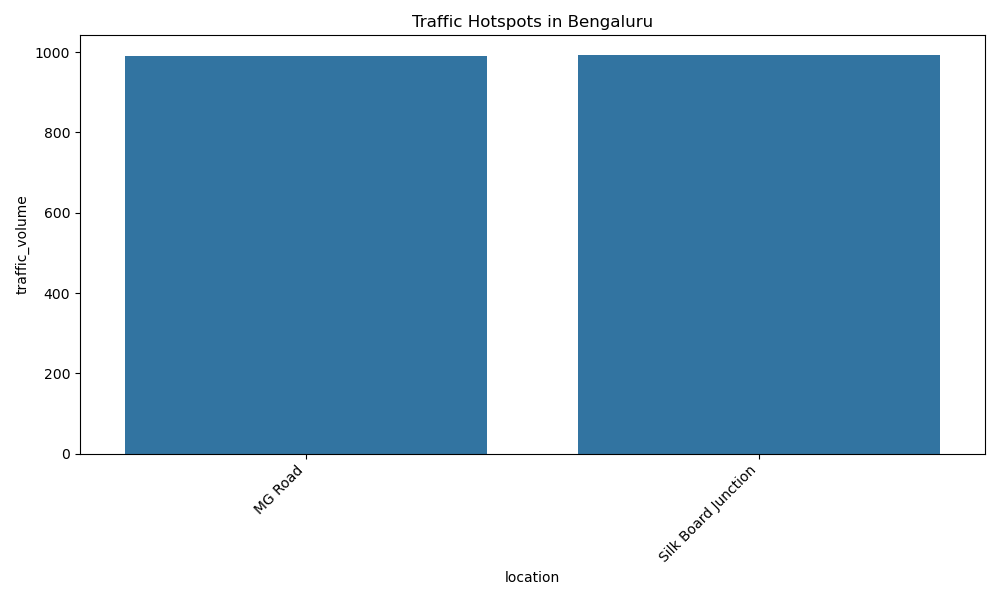 Traffic Hotspots in Bengaluru
traffic_volume
1000
800
600
400
200
0
MG Road
Silk Board Junction
location